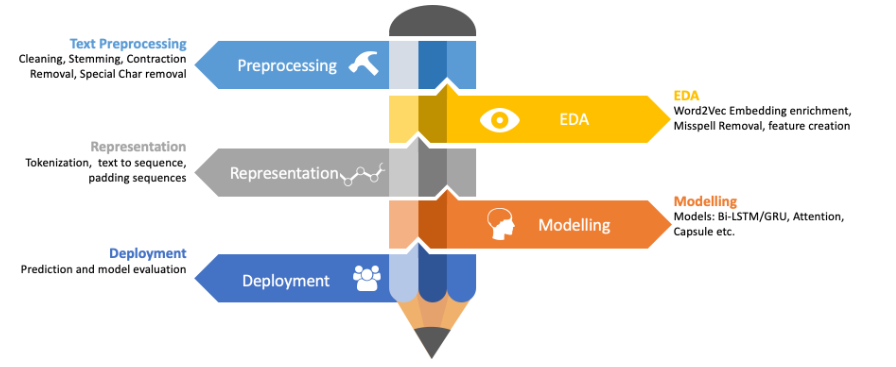 Text Preprocessing
Cleaning, Stemming, Contraction
Removal, Special Char removal
Preprocessing
EDA
EDA
Word2Vec Embedding enrichment,
Misspell Removal, feature creation
Representation
Tokenization, text to sequence,
padding sequences
Representation
Modelling
Modelling
Models: Bi-LSTM/GRU, Attention,
Capsule etc.
Deployment
Prediction and model evaluation
Deployment